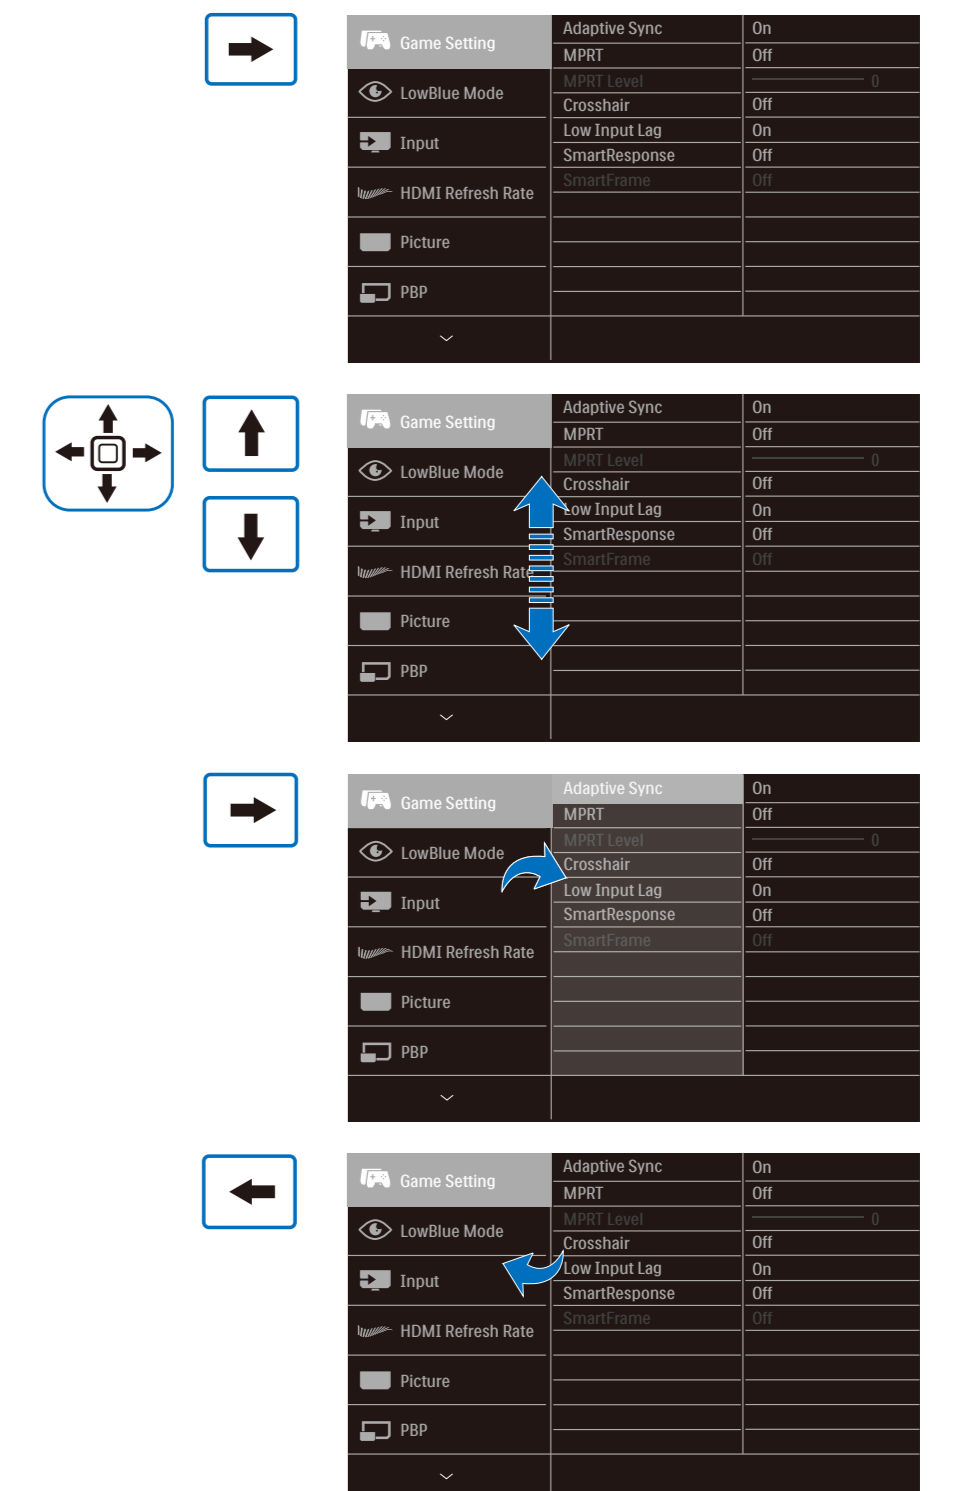 Game Setting
LowBlue Mode
Input
HDMI Refresh Rate
Picture
PBP
Adaptive Sync On
MPRT Off
MPRT Level 0
Crosshair Off
Low Input Lag On
SmartResponse Off
SmartFrame Off
Game Setting
LowBlue Mode
Input
HDMI Refresh Rate
Picture
PBP
Adaptive Sync On
MPRT Off
MPRT Level 0
Crosshair Off
Low Input Lag On
SmartResponse Off
SmartFrame Off
Game Setting
LowBlue Mode
Input
HDMI Refresh Rate
Picture
PBP
Adaptive Sync On
MPRT Off
MPRT Level 0
Crosshair Off
Low Input Lag On
SmartResponse Off
SmartFrame Off
Game Setting
LowBlue Mode
Input
HDMI Refresh Rate
Picture
PBP
Adaptive Sync On
MPRT Off
MPRT Level 0
Crosshair Off
Low Input Lag On
SmartResponse Off
SmartFrame Off